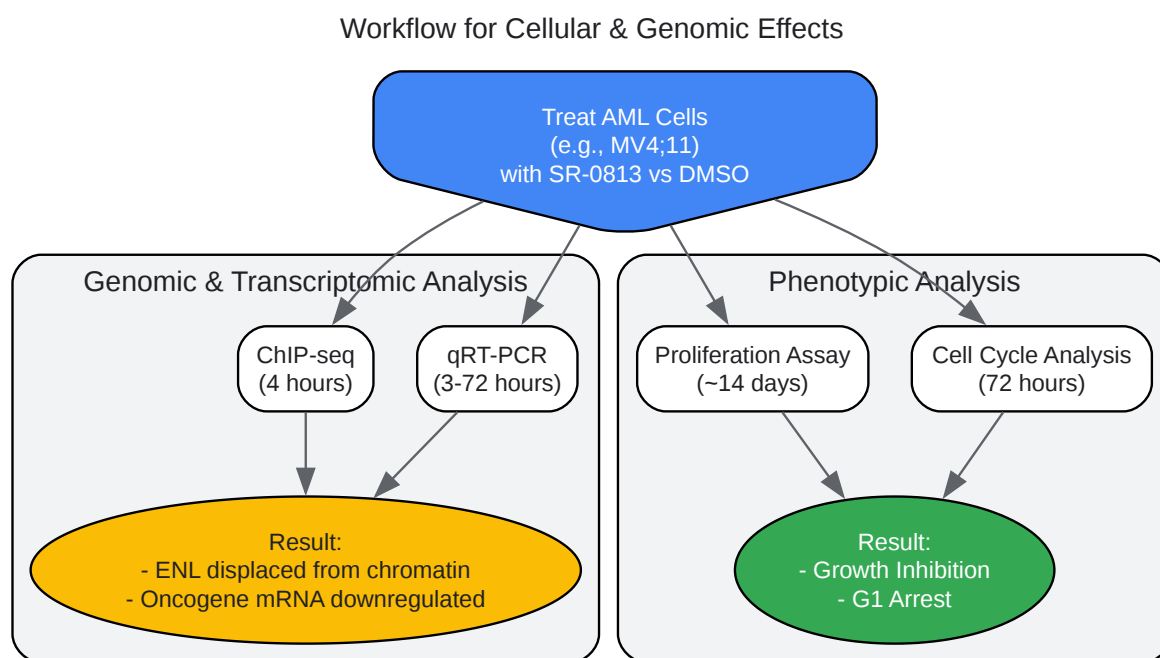 Workflow for Cellular & Genomic Effects
Treat AML Cells
(e.g., MV4;11)
with SR-0813 vs DMSO
Genomic & Transcriptomic Analysis
Phenotypic Analysis
ChIP-seq
(4 hours)
qRT-PCR
(3-72 hours)
Proliferation Assay
(~14 days)
Cell Cycle Analysis
(72 hours)
Result:
- ENL displaced from chromatin
- Oncogene mRNA downregulated
Result:
- Growth Inhibition
- G1 Arrest